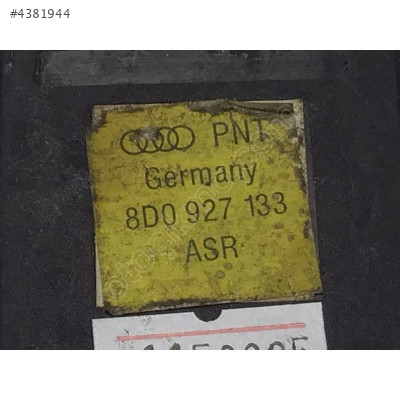 #4381944
PNT
Germany
8D0 927 133
ASR